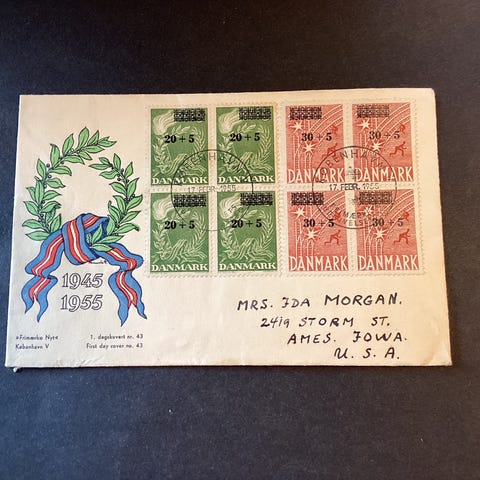 20 + 5 20 + 5 30 + 5 30 + 5
DANMARK DANMARK DANMARK DANMARK
KØBENHAVN KØBENHAVN
17. FEBR. 1955 17. FEBR. 1955
20 + 5 20 + 5 30 + 5 30 + 5
DANMARK DANMARK DANMARK DANMARK
1945
1955
»Frimærke Nyt«
København V
1. dagskuvert nr. 43
First day cover no. 43
MRS. IDA MORGAN.
2419 STORM ST.
AMES. IOWA.
U. S. A.